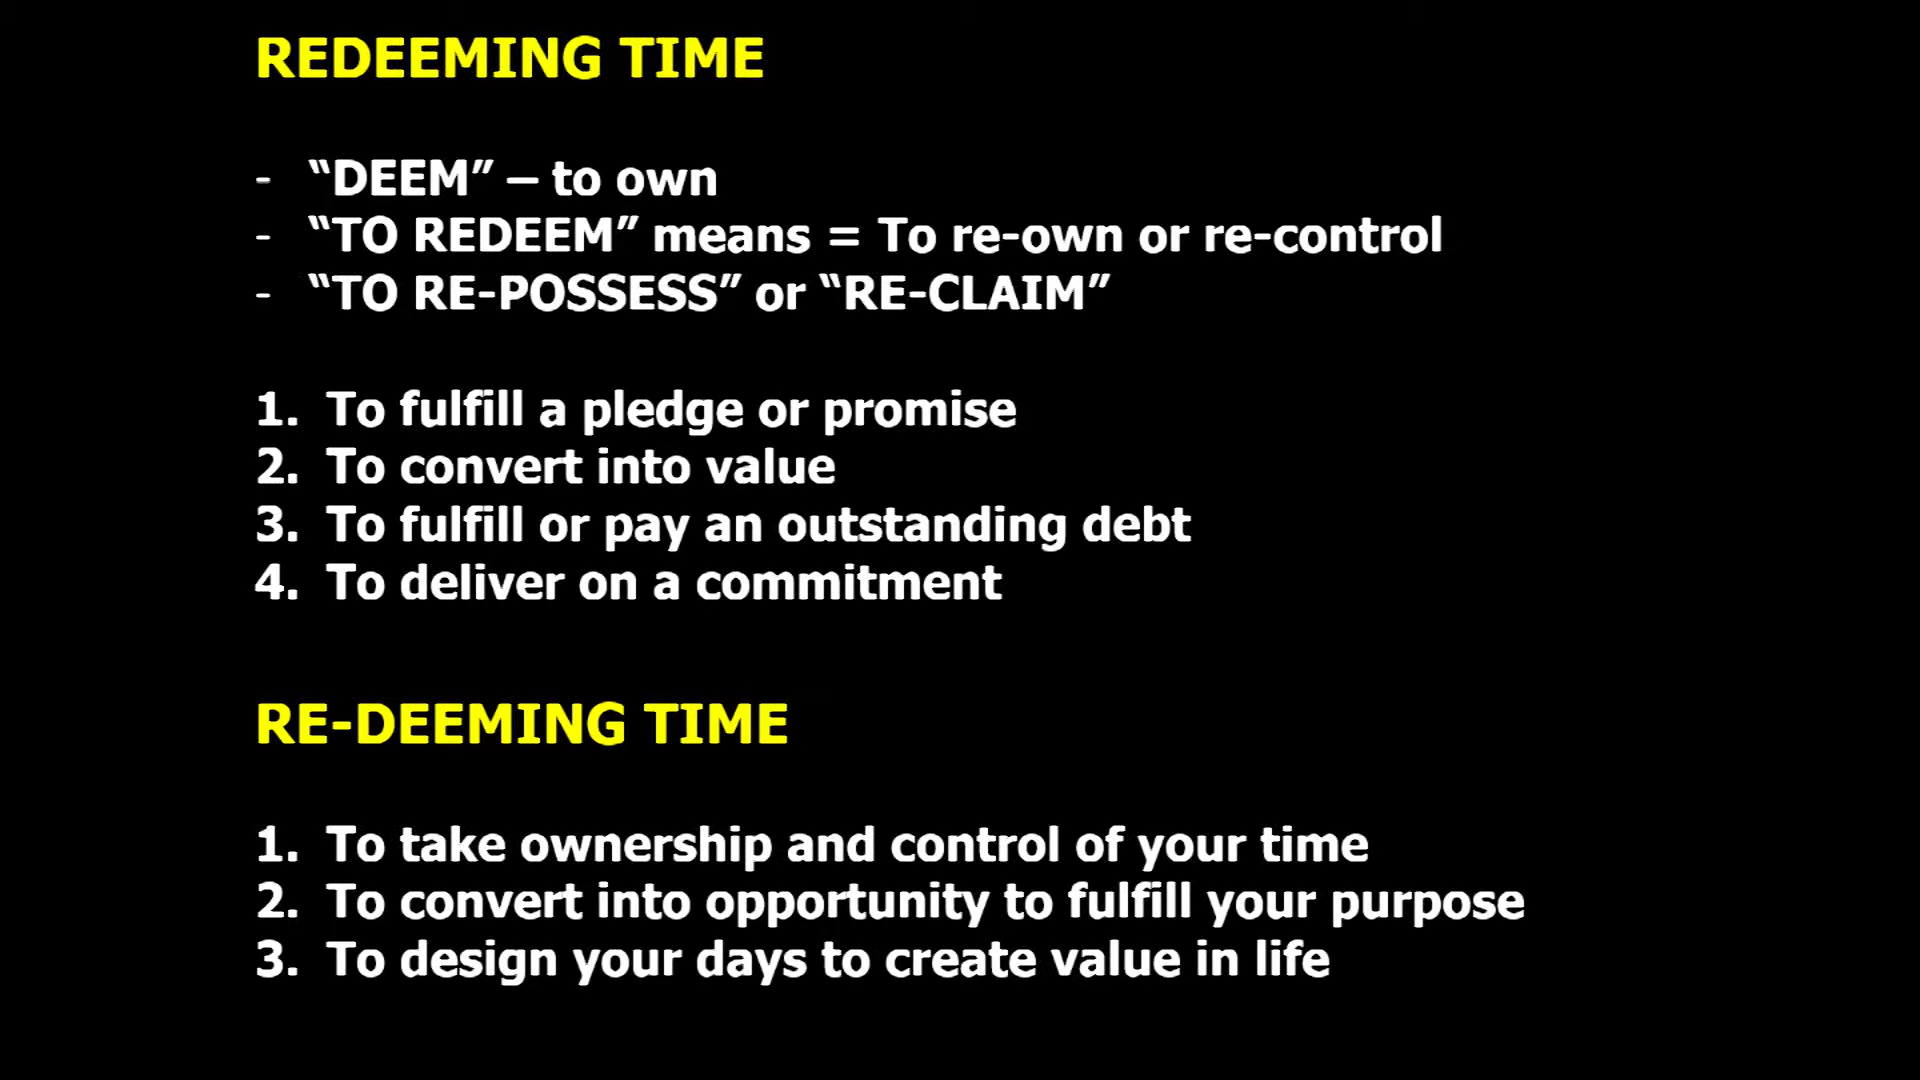 REDEEMING TIME
- “DEEM” – to own
- “TO REDEEM” means = To re-own or re-control
- “TO RE-POSSESS” or “RE-CLAIM”
1. To fulfill a pledge or promise
2. To convert into value
3. To fulfill or pay an outstanding debt
4. To deliver on a commitment
RE-DEEMING TIME
1. To take ownership and control of your time
2. To convert into opportunity to fulfill your purpose
3. To design your days to create value in life